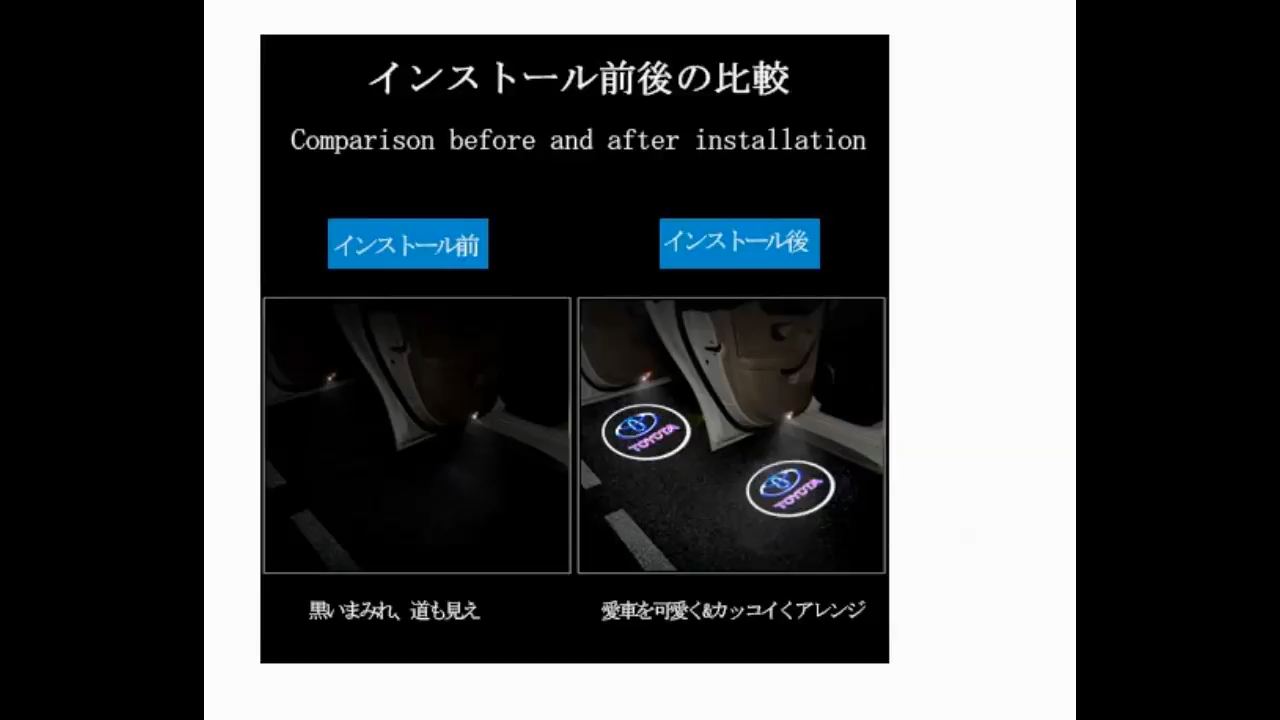 インストール前後の比較
Comparison before and after installation
インストール前
インストール後
TOYOTA
TOYOTA
黒いまみれ、道も見え
愛車を可愛く&カッコイくアレンジ